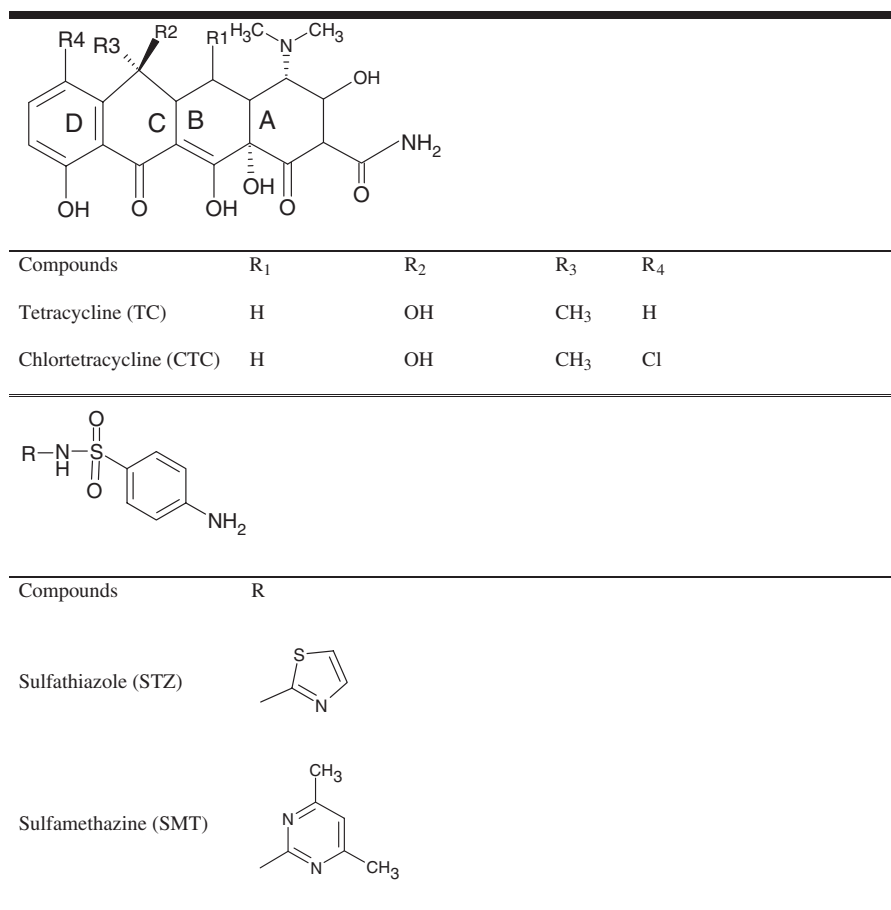 R4 R3 R2 R1 H₃C N CH₃
OH
D C B A
NH₂
OH O OH OH O O
Compounds R₁ R₂ R₃ R₄
Tetracycline (TC) H OH CH₃ H
Chlortetracycline (CTC) H OH CH₃ Cl
O
R N S
H
O
NH₂
Compounds R
S
Sulfathiazole (STZ)
N
CH₃
Sulfamethazine (SMT) N
N CH₃